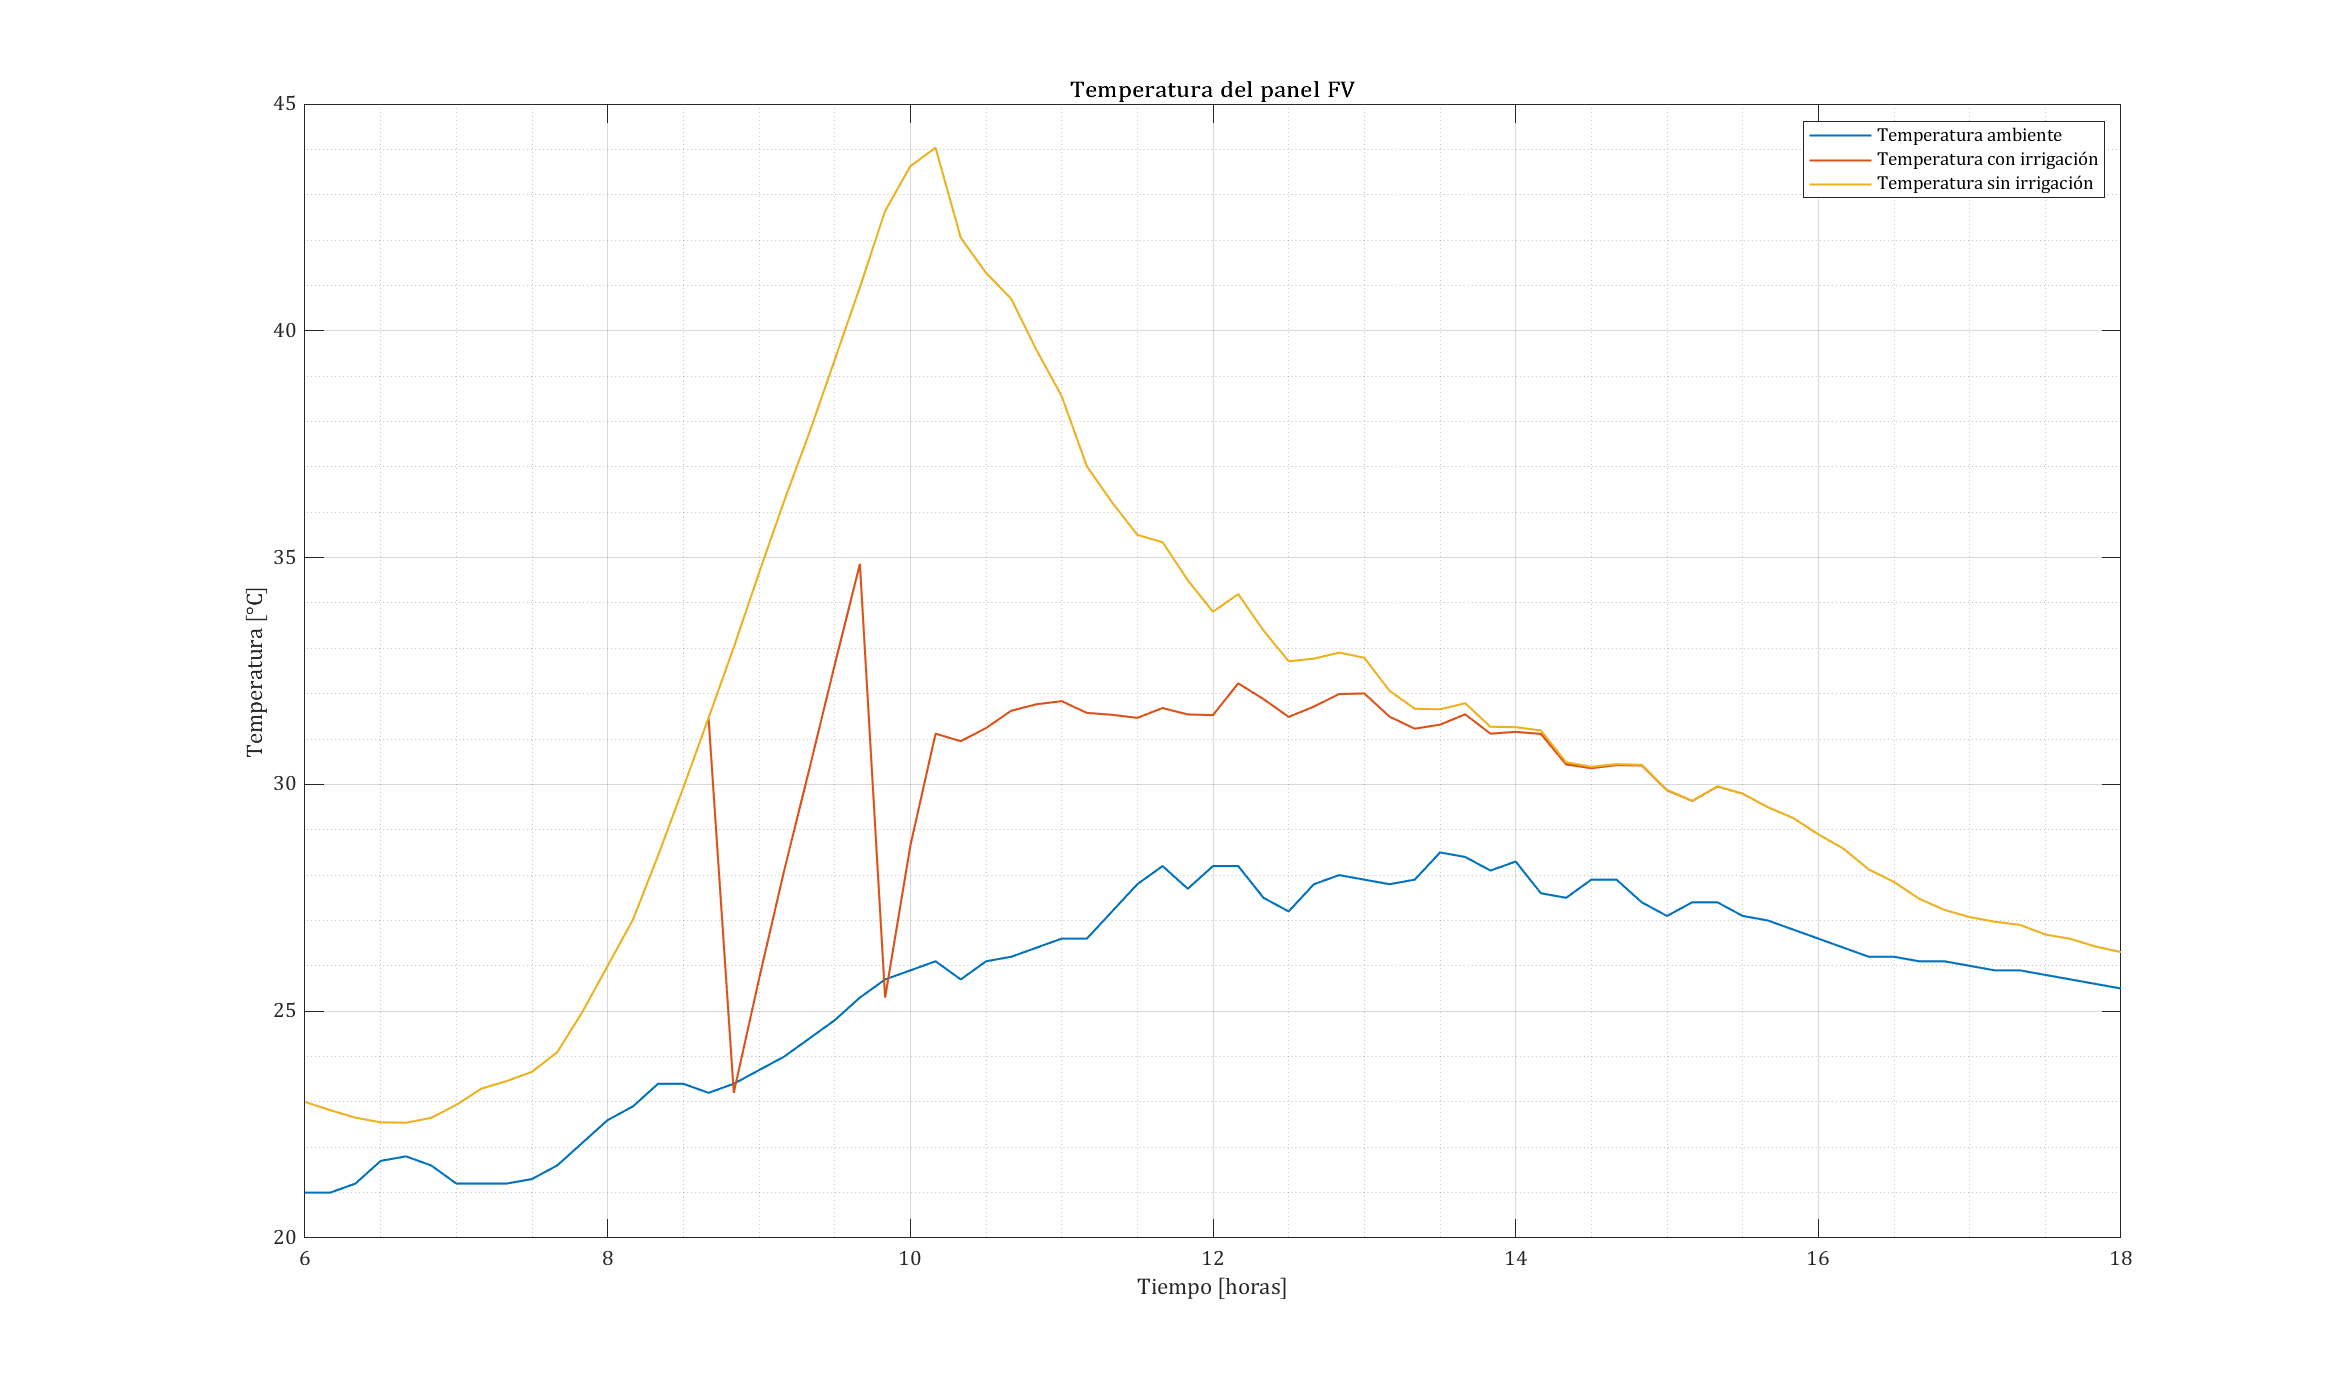 Temperatura del panel FV
45
40
35
30
25
20
6
8
10
12
14
16
18
Temperatura [°C]
Tiempo [horas]
Temperatura ambiente
Temperatura con irrigación
Temperatura sin irrigación